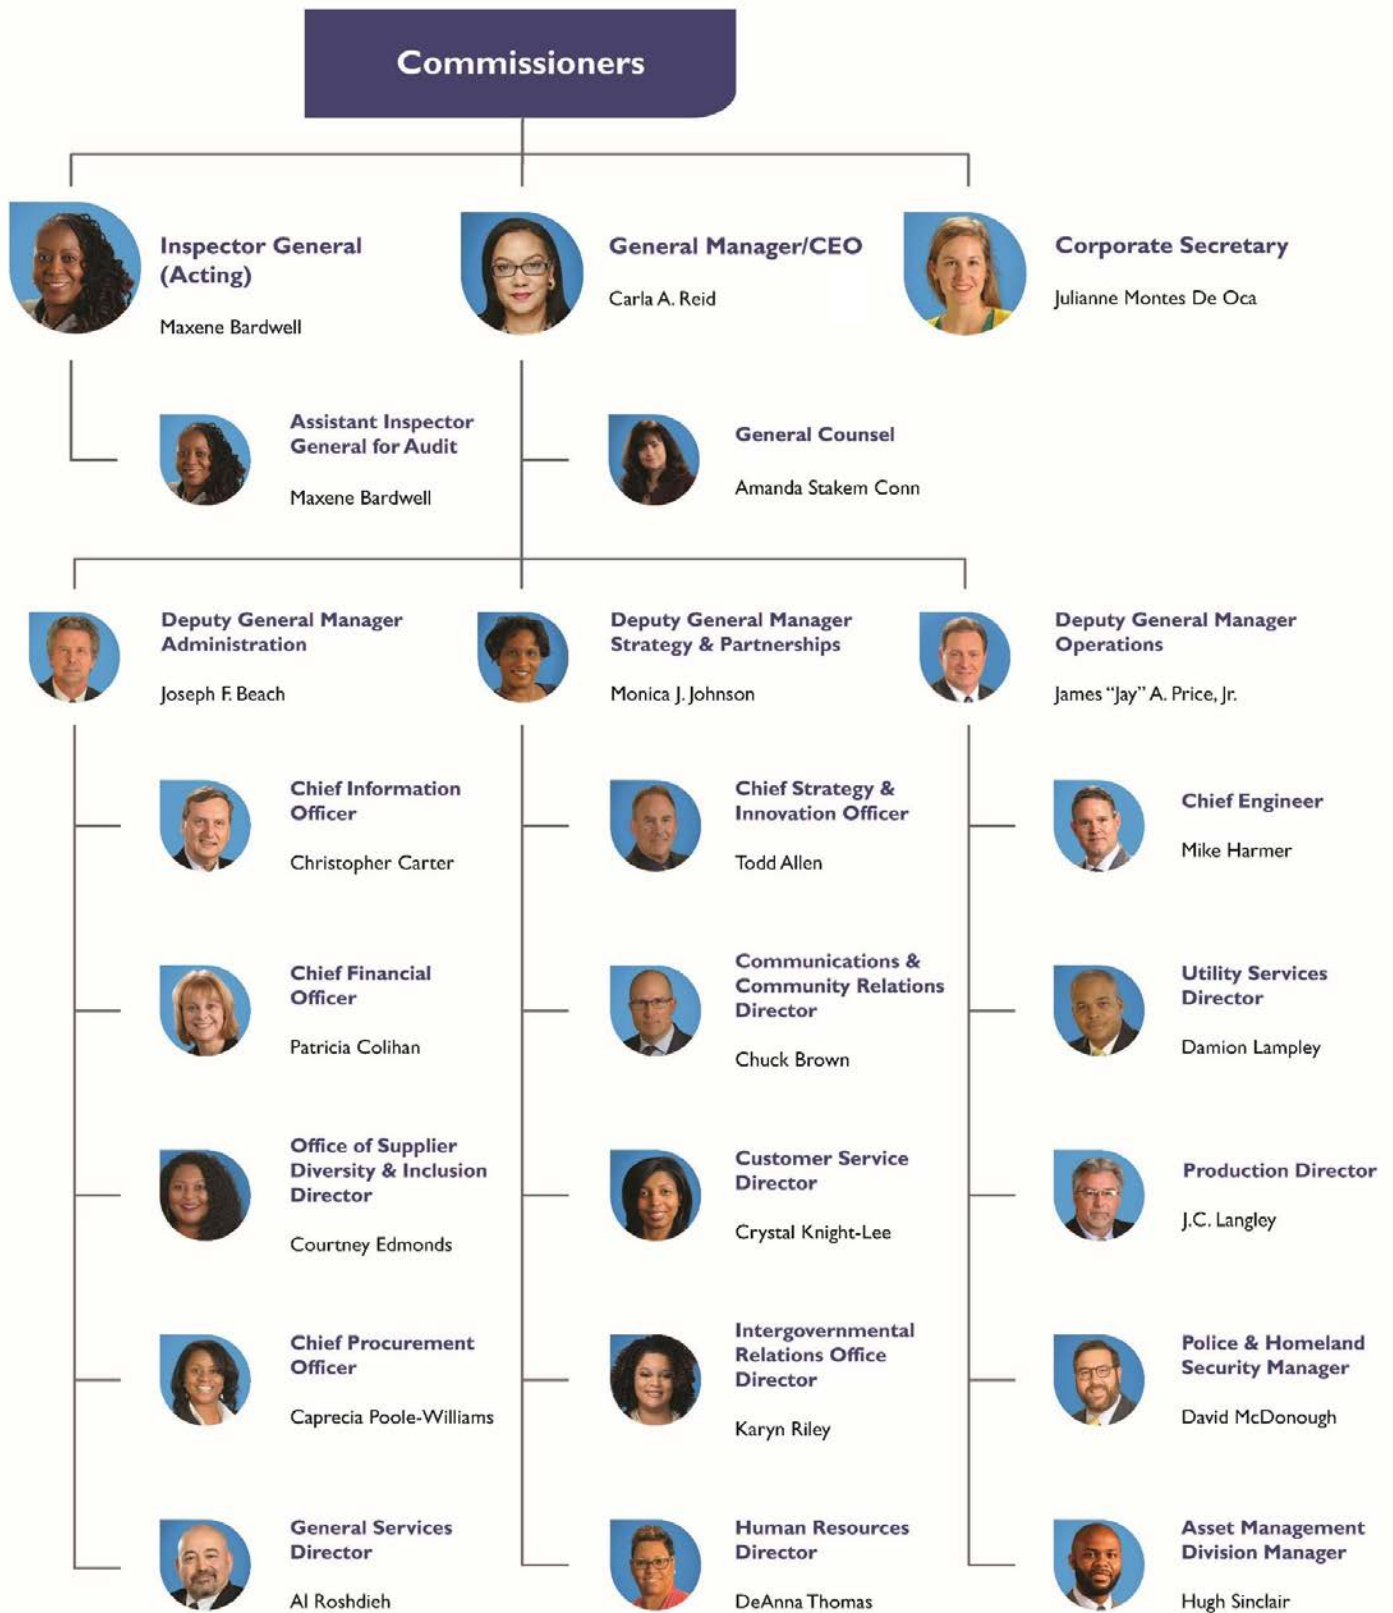 Commissioners
Inspector General
(Acting)
Maxene Bardwell
General Manager/CEO
Carla A. Reid
Corporate Secretary
Julianne Montes De Oca
Assistant Inspector
General for Audit
Maxene Bardwell
General Counsel
Amanda Stakem Conn
Deputy General Manager
Administration
Joseph F. Beach
Deputy General Manager
Strategy & Partnerships
Monica J. Johnson
Deputy General Manager
Operations
James “Jay” A. Price, Jr.
Chief Information
Officer
Christopher Carter
Chief Strategy &
Innovation Officer
Todd Allen
Chief Engineer
Mike Harmer
Chief Financial
Officer
Patricia Colihan
Communications &
Community Relations
Director
Chuck Brown
Utility Services
Director
Damion Lampley
Office of Supplier
Diversity & Inclusion
Director
Courtney Edmonds
Customer Service
Director
Crystal Knight-Lee
Production Director
J.C. Langley
Chief Procurement
Officer
Caprecia Poole-Williams
Intergovernmental
Relations Office
Director
Karyn Riley
Police & Homeland
Security Manager
David McDonough
General Services
Director
Al Roshdieh
Human Resources
Director
DeAnna Thomas
Asset Management
Division Manager
Hugh Sinclair